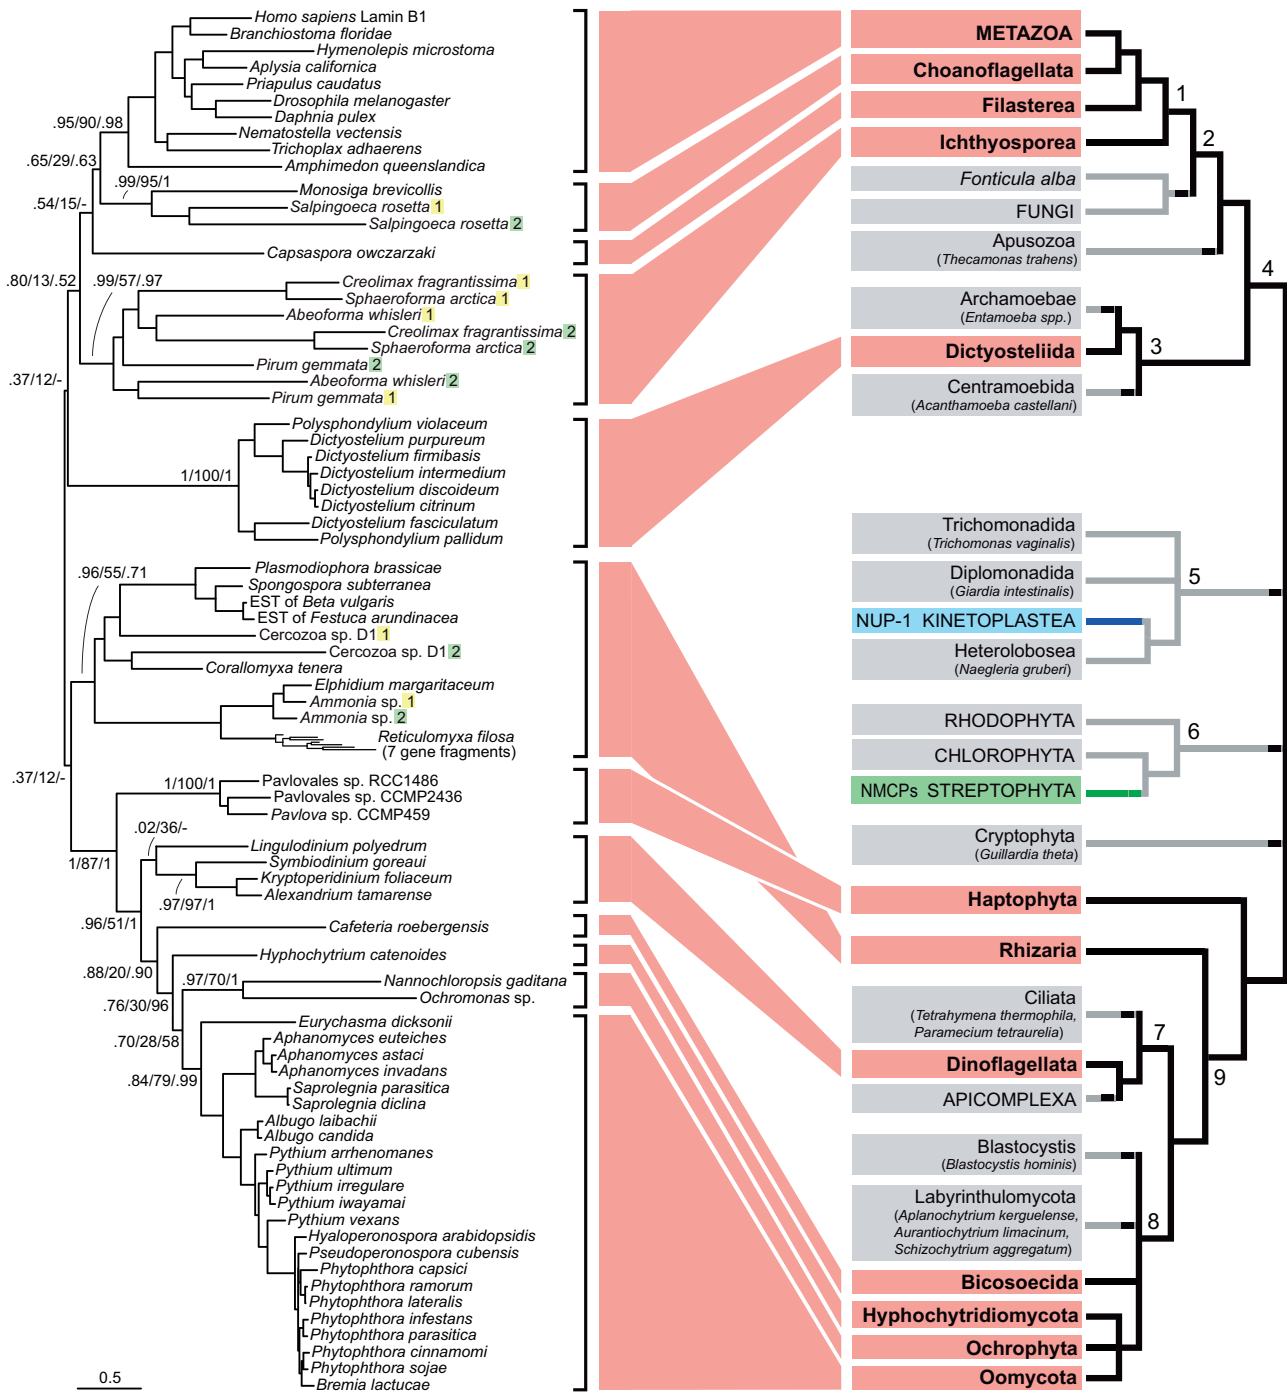 Homo sapiens Lamin B1
Branchiostoma floridae
Hymenolepis microstoma
Aplysia californica
Priapulus caudatus
Drosophila melanogaster
Daphnia pulex
.95/90/.98
Nematostella vectensis
Trichoplax adhaerens
.65/29/.63
Amphimedon queenslandica
.99/95/1
Monosiga brevicollis
.54/15/-
Salpingoeca rosetta 1
Salpingoeca rosetta 2
Capsaspora owczarzaki
.80/13/.52
.99/57/.97
Creolimax fragrantissima 1
Sphaeroforma arctica 1
Abeoforma whisleri 1
Creolimax fragrantissima 2
Sphaeroforma arctica 2
Pirum gemmata 2
.37/12/-
Abeoforma whisleri 2
Pirum gemmata 1
Polysphondylium violaceum
Dictyostelium purpureum
Dictyostelium firmibasis
1/100/1
Dictyostelium intermedium
Dictyostelium discoideum
Dictyostelium citrinum
Dictyostelium fasciculatum
Polysphondylium pallidum
.96/55/.71
Plasmodiophora brassicae
Spongospora subterranea
EST of Beta vulgaris
EST of Festuca arundinacea
Cercozoa sp. D1 1
Cercozoa sp. D1 2
Corallomyxa tenera
Elphidium margaritaceum
Ammonia sp. 1
Ammonia sp. 2
Reticulomyxa filosa
(7 gene fragments)
.37/12/-
1/100/1
Pavlovales sp. RCC1486
Pavlovales sp. CCMP2436
Pavlova sp. CCMP459
.02/36/-
1/87/1
Lingulodinium polyedrum
Symbiodinium goreaui
Kryptoperidinium foliaceum
Alexandrium tamarense
.97/97/1
.96/51/1
Cafeteria roebergensis
Hyphochytrium catenoides
.88/20/.90
.97/70/1
Nannochloropsis gaditana
Ochromonas sp.
.76/30/96
Eurychasma dicksonii
.70/28/58
Aphanomyces euteiches
Aphanomyces astaci
Aphanomyces invadans
.84/79/.99
Saprolegnia parasitica
Saprolegnia diclina
Albugo laibachii
Albugo candida
Pythium arrhenomanes
Pythium ultimum
Pythium irregulare
Pythium iwayamai
Pythium vexans
Hyaloperonospora arabidopsidis
Pseudoperonospora cubensis
Phytophthora capsici
Phytophthora ramorum
Phytophthora lateralis
Phytophthora infestans
Phytophthora parasitica
Phytophthora cinnamomi
Phytophthora sojae
Bremia lactucae
0.5
METAZOA
Choanoflagellata
Filasterea
1
Ichthyosporea
2
Fonticula alba
FUNGI
Apusozoa
(Thecamonas trahens)
4
Archamoebae
(Entamoeba spp.)
Dictyosteliida
3
Centramoebida
(Acanthamoeba castellani)
Trichomonadida
(Trichomonas vaginalis)
Diplomonadida
(Giardia intestinalis)
5
NUP-1 KINETOPLASTEA
Heterolobosea
(Naegleria gruberi)
RHODOPHYTA
6
CHLOROPHYTA
NMCPs STREPTOPHYTA
Cryptophyta
(Guillardia theta)
Haptophyta
Rhizaria
Ciliata
(Tetrahymena thermophila,
Paramecium tetraurelia)
7
Dinoflagellata
9
APICOMPLEXA
Blastocystis
(Blastocystis hominis)
Labyrinthulomycota
(Aplanochytrium kerguelense,
Aurantiochytrium limacinum,
Schizochytrium aggregatum)
8
Bicosoecida
Hyphochytridiomycota
Ochrophyta
Oomycota